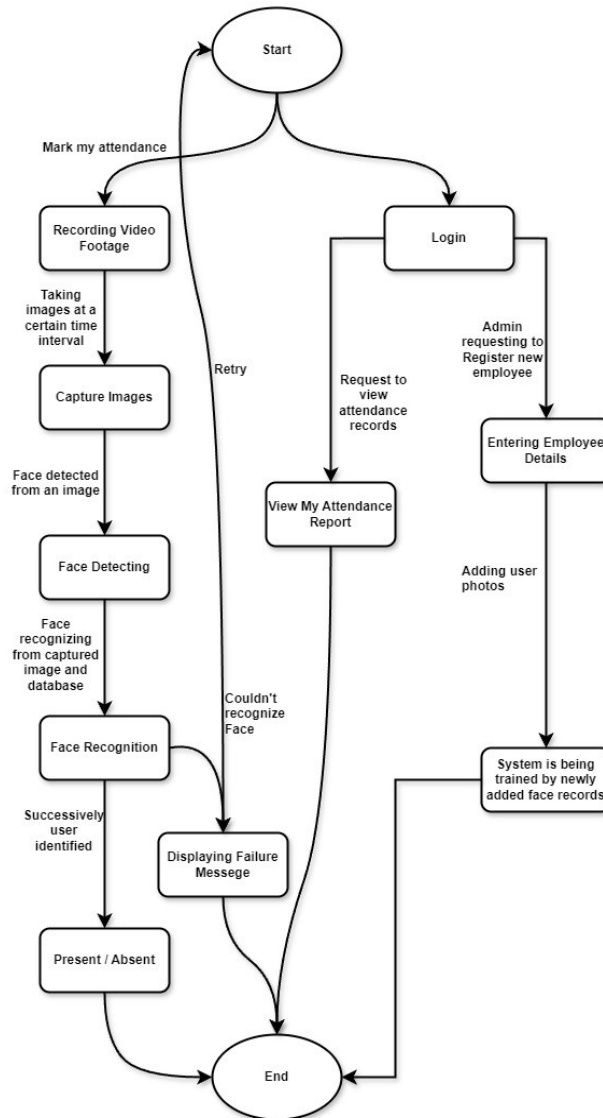 Start
Mark my attendance
Recording Video
Footage
Login
Taking
images at a
certain time
interval
Admin
requesting to
Register new
employee
Retry
Request to
view
attendance
records
Capture Images
Entering Employee
Details
Face detected
from an image
View My Attendance
Report
Face Detecting
Adding user
photos
Face
recognizing
from captured
image and
database
Couldn't
recognize
Face
Face Recognition
System is being
trained by newly
added face records
Successively
user
identified
Displaying Failure
Messege
Present / Absent
End